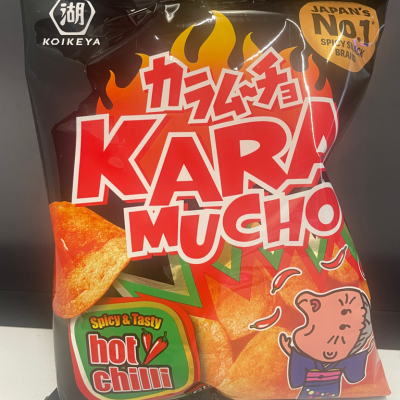 湖
KOIKEYA
JAPAN'S
No.1
SPICY SNACK
BRAND
カラムーチョ
KARA
MUCHO
Spicy & Tasty
hot
chilli